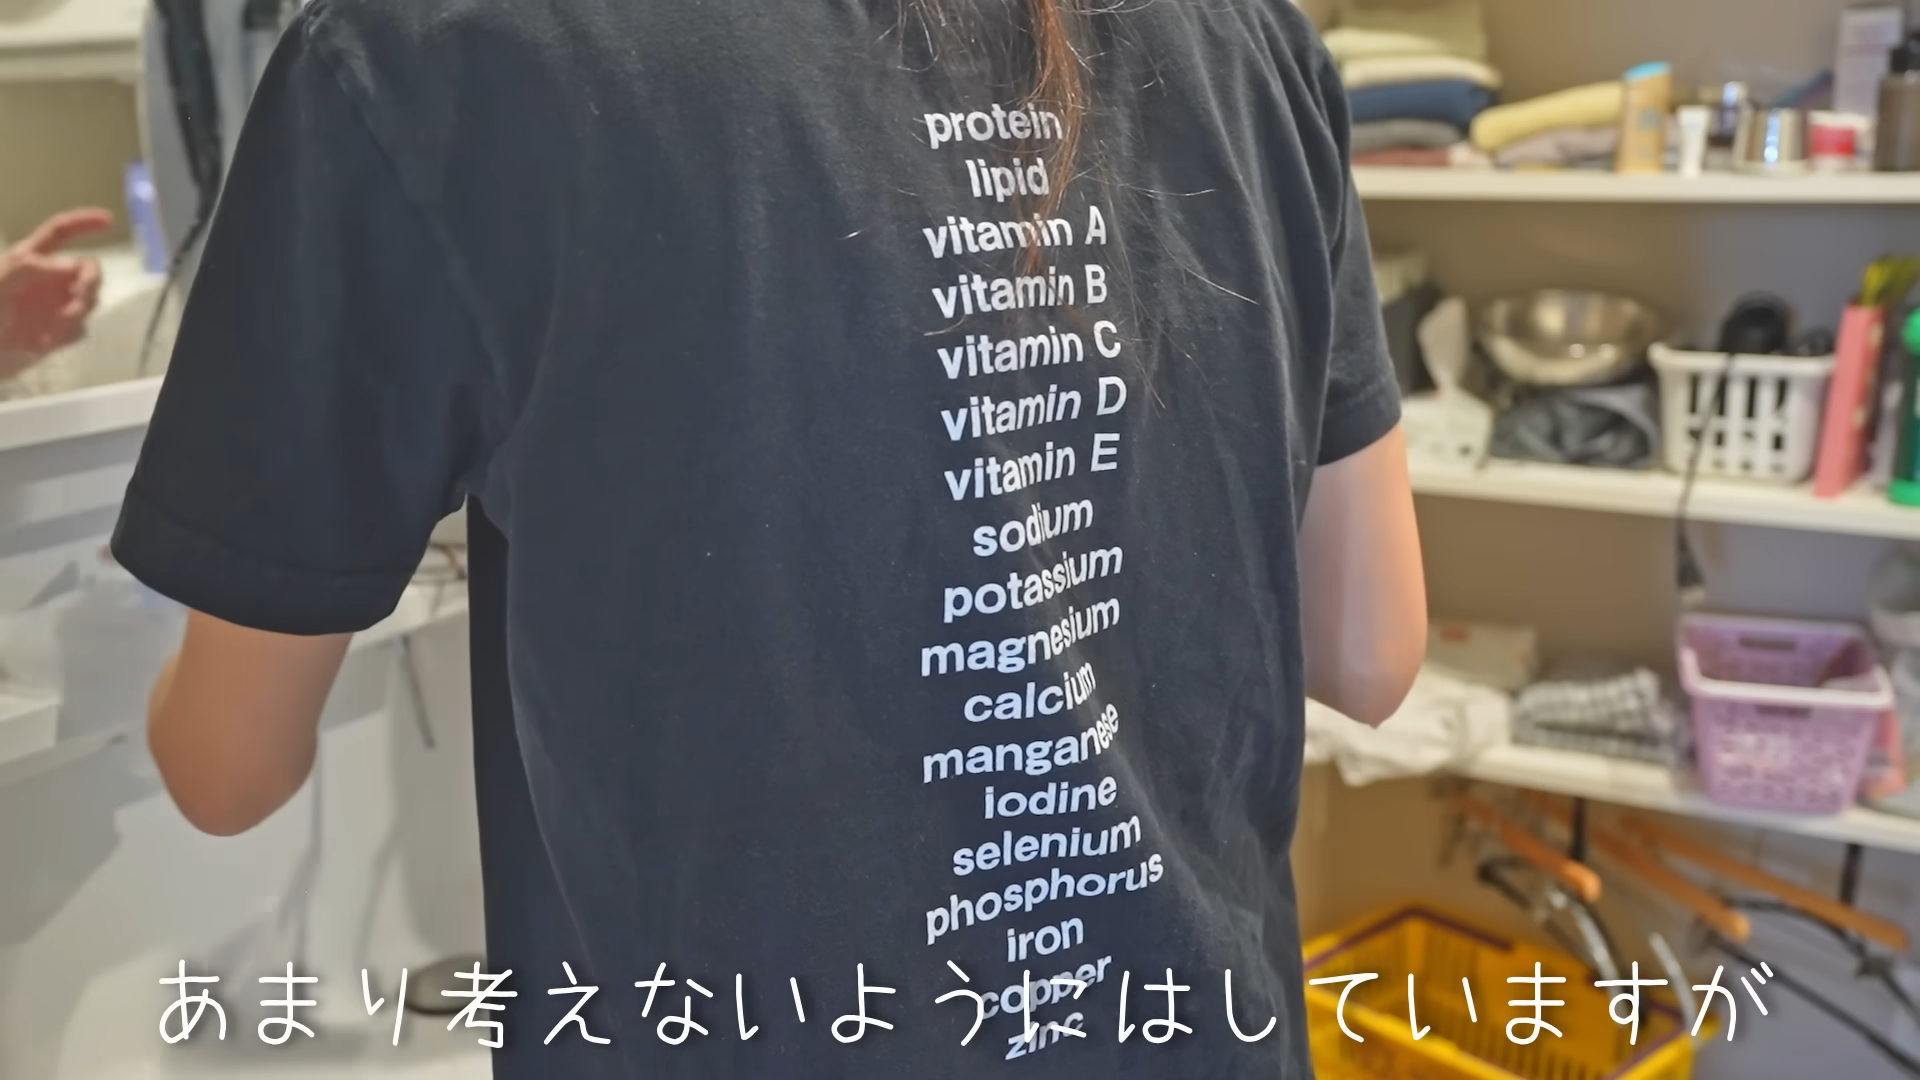 protein
lipid
vitamin A
vitamin B
vitamin C
vitamin D
vitamin E
sodium
potassium
magnesium
calcium
manganese
iodine
selenium
phosphorus
iron
copper
zinc
あまり考えないようにはしていますが